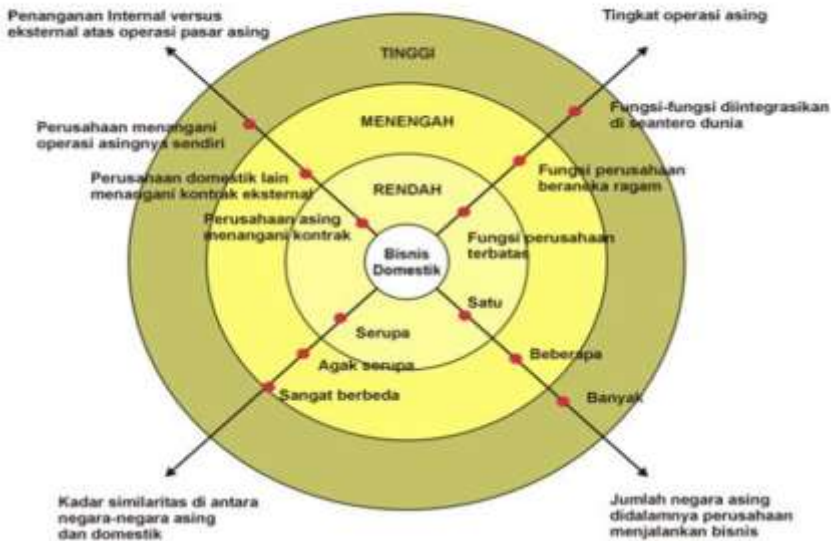 Penanganan Internal versus
eksternal atas operasi pasar asing
Tingkat operasi asing
TINGGI
Fungsi-fungsi diintegrasikan
di seantero dunia
Perusahaan menangani
operasi asingnya sendiri
MENENGAH
Perusahaan domestik lain
menangani kontrak eksternal
RENDAH
Fungsi perusahaan
beraneka ragam
Perusahaan asing
menangani kontrak
Fungsi perusahaan
terbatas
Bisnis
Domestik
Satu
Serupa
Beberapa
Agak serupa
Sangat berbeda
Banyak
Kadar similaritas di antara
negara-negara asing
dan domestik
Jumlah negara asing
didalamnya perusahaan
menjalankan bisnis